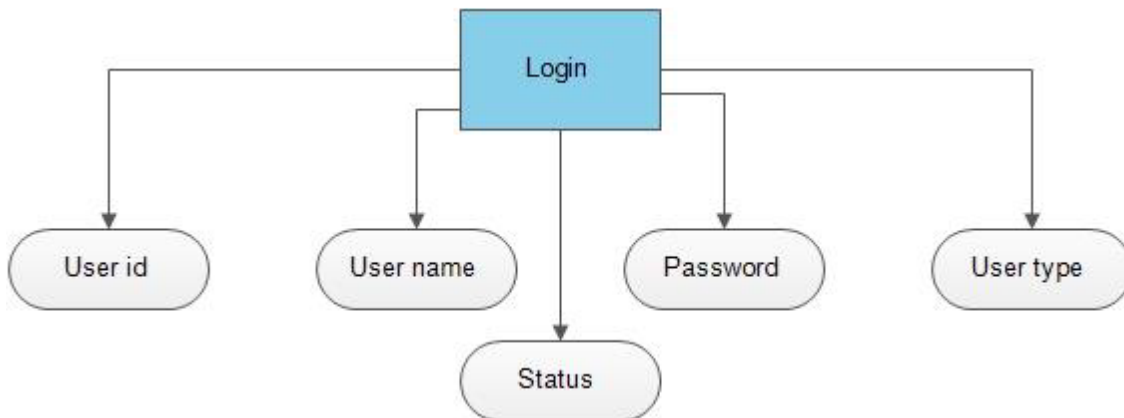 Login
User id
User name
Password
User type
Status